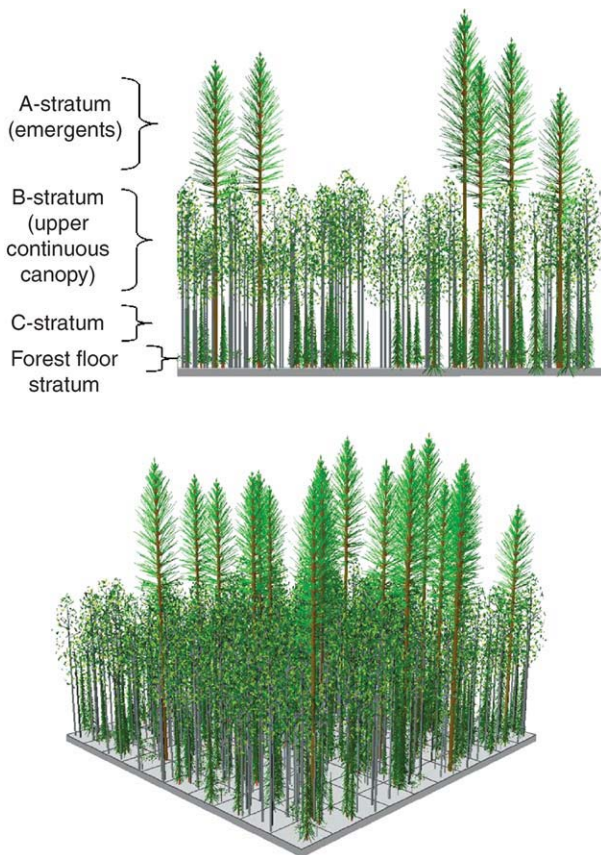 A-stratum
(emergents)
B-stratum
(upper
continuous
canopy)
C-stratum
Forest floor
stratum